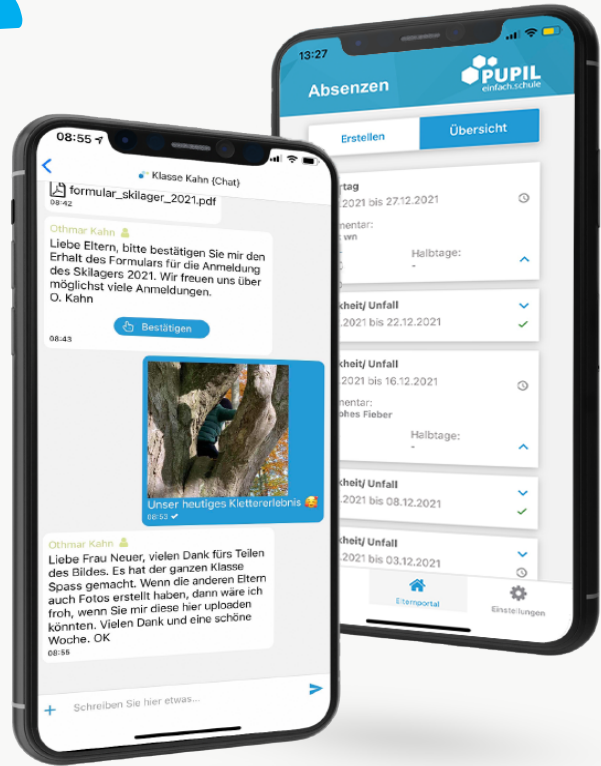 08:55
Klasse Kahn (Chat)
formular_skilager_2021.pdf
08:42
Othmar Kahn
Liebe Eltern, bitte bestätigen Sie mir den
Erhalt des Formulars für die Anmeldung
des Skilagers 2021. Wir freuen uns über
möglichst viele Anmeldungen.
O. Kahn
Bestätigen
08:43
Unser heutiges Klettererlebnis 🥰
08:53
Othmar Kahn
Liebe Frau Neuer, vielen Dank fürs Teilen
des Bildes. Es hat der ganzen Klasse
Spass gemacht. Wenn die anderen Eltern
auch Fotos erstellt haben, dann wäre ich
froh, wenn Sie mir diese hier uploaden
könnten. Vielen Dank und eine schöne
Woche. OK
08:55
Schreiben Sie hier etwas...
13:27
Absenzen
PUPIL
einfach.schule
Erstellen
Übersicht
rtag
.2021 bis 27.12.2021
mentar:
wn
Halbtage:
-
kheit/ Unfall
.2021 bis 22.12.2021
kheit/ Unfall
.2021 bis 16.12.2021
mentar:
ohes Fieber
Halbtage:
-
kheit/ Unfall
.2021 bis 08.12.2021
kheit/ Unfall
.2021 bis 03.12.2021
Elternportal
Einstellungen